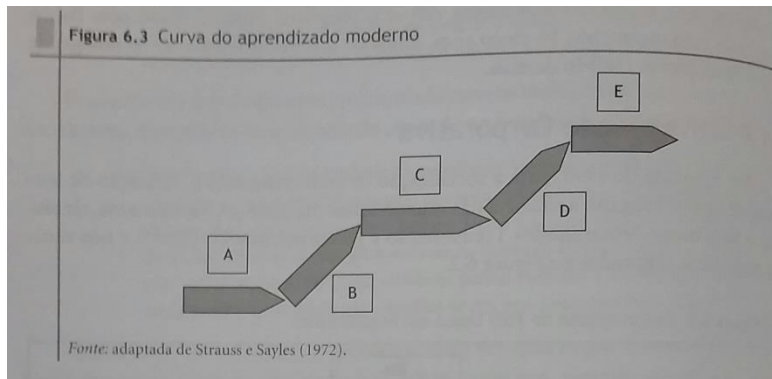 Figura 6.3 Curva do aprendizado moderno
E
C
D
A
B
Fonte: adaptada de Strauss e Sayles (1972).